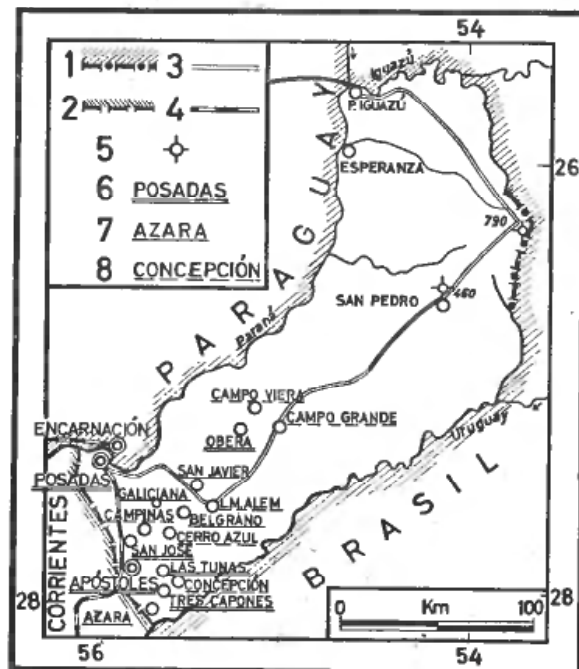 54
1 3
2 4
5
6 POSADAS
7 AZARA
8 CONCEPCIÓN
Iguazú
P. IGUAZÚ
ESPERANZA
26
790
PARAGUAY
Paraná
SAN PEDRO
460
CAMPO VIERA
CAMPO GRANDE
OBERA
Uruguay
ENCARNACIÓN
POSADAS
SAN JAVIER
GALICIANA
L.N.ALEM
BELGRANO
CAMPINAS
CERRO AZUL
SAN JOSÉ
LAS TUNAS
APÓSTOLES
CONCEPCIÓN
TRES CAPONES
AZARA
CORRIENTES
BRASIL
28
28
0 Km 100
56
54